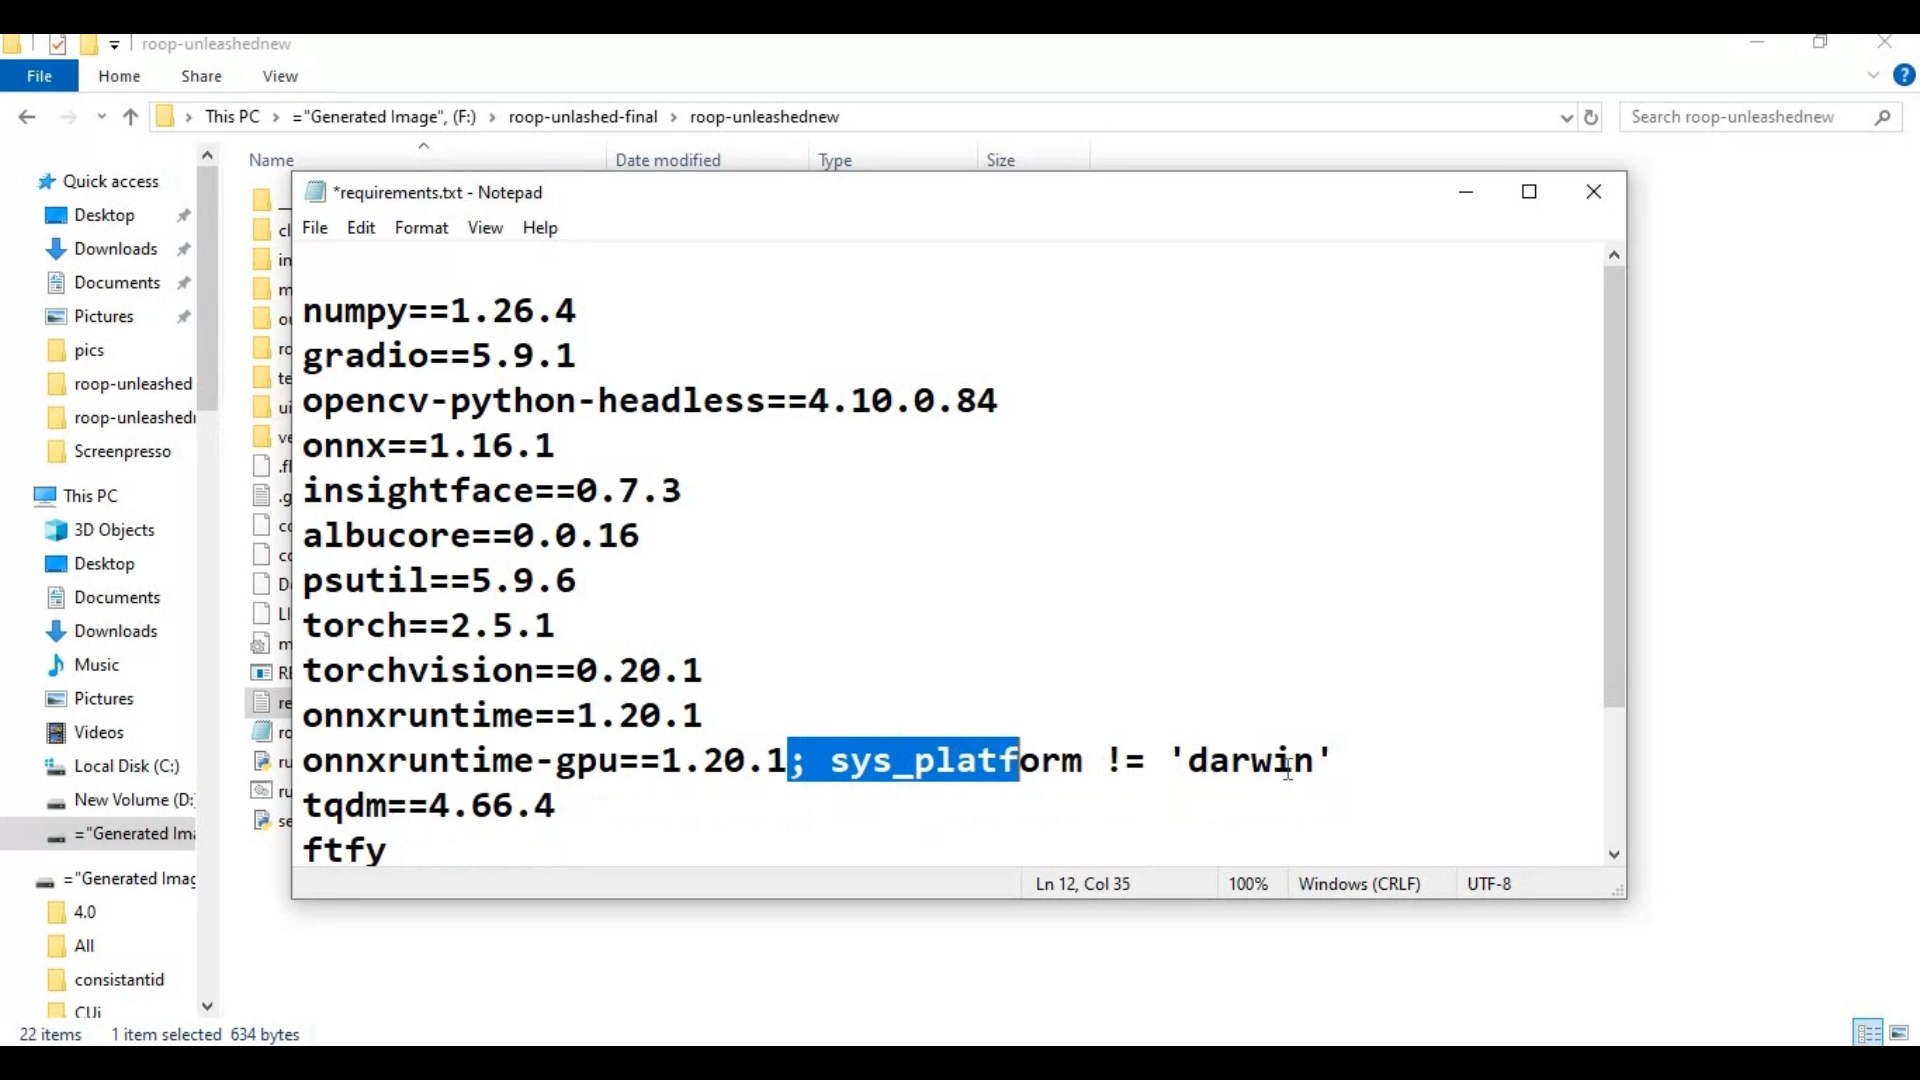 roop-unleashednew
File Home Share View
This PC > ="Generated Image", (F:) > roop-unlashed-final > roop-unleashednew
Search roop-unleashednew
Name Date modified Type Size
Quick access
Desktop
Downloads
Documents
Pictures
pics
roop-unleashed
roop-unleashed
Screenpresso
This PC
3D Objects
Desktop
Documents
Downloads
Music
Pictures
Videos
Local Disk (C:)
New Volume (D:
="Generated Ima
="Generated Imag
4.0
All
consistantid
CUi
*requirements.txt - Notepad
File Edit Format View Help
numpy==1.26.4
gradio==5.9.1
opencv-python-headless==4.10.0.84
onnx==1.16.1
insightface==0.7.3
albucore==0.0.16
psutil==5.9.6
torch==2.5.1
torchvision==0.20.1
onnxruntime==1.20.1
onnxruntime-gpu==1.20.1; sys_platform != 'darwin'
tqdm==4.66.4
ftfy
Ln 12, Col 35 100% Windows (CRLF) UTF-8
22 items 1 item selected 634 bytes